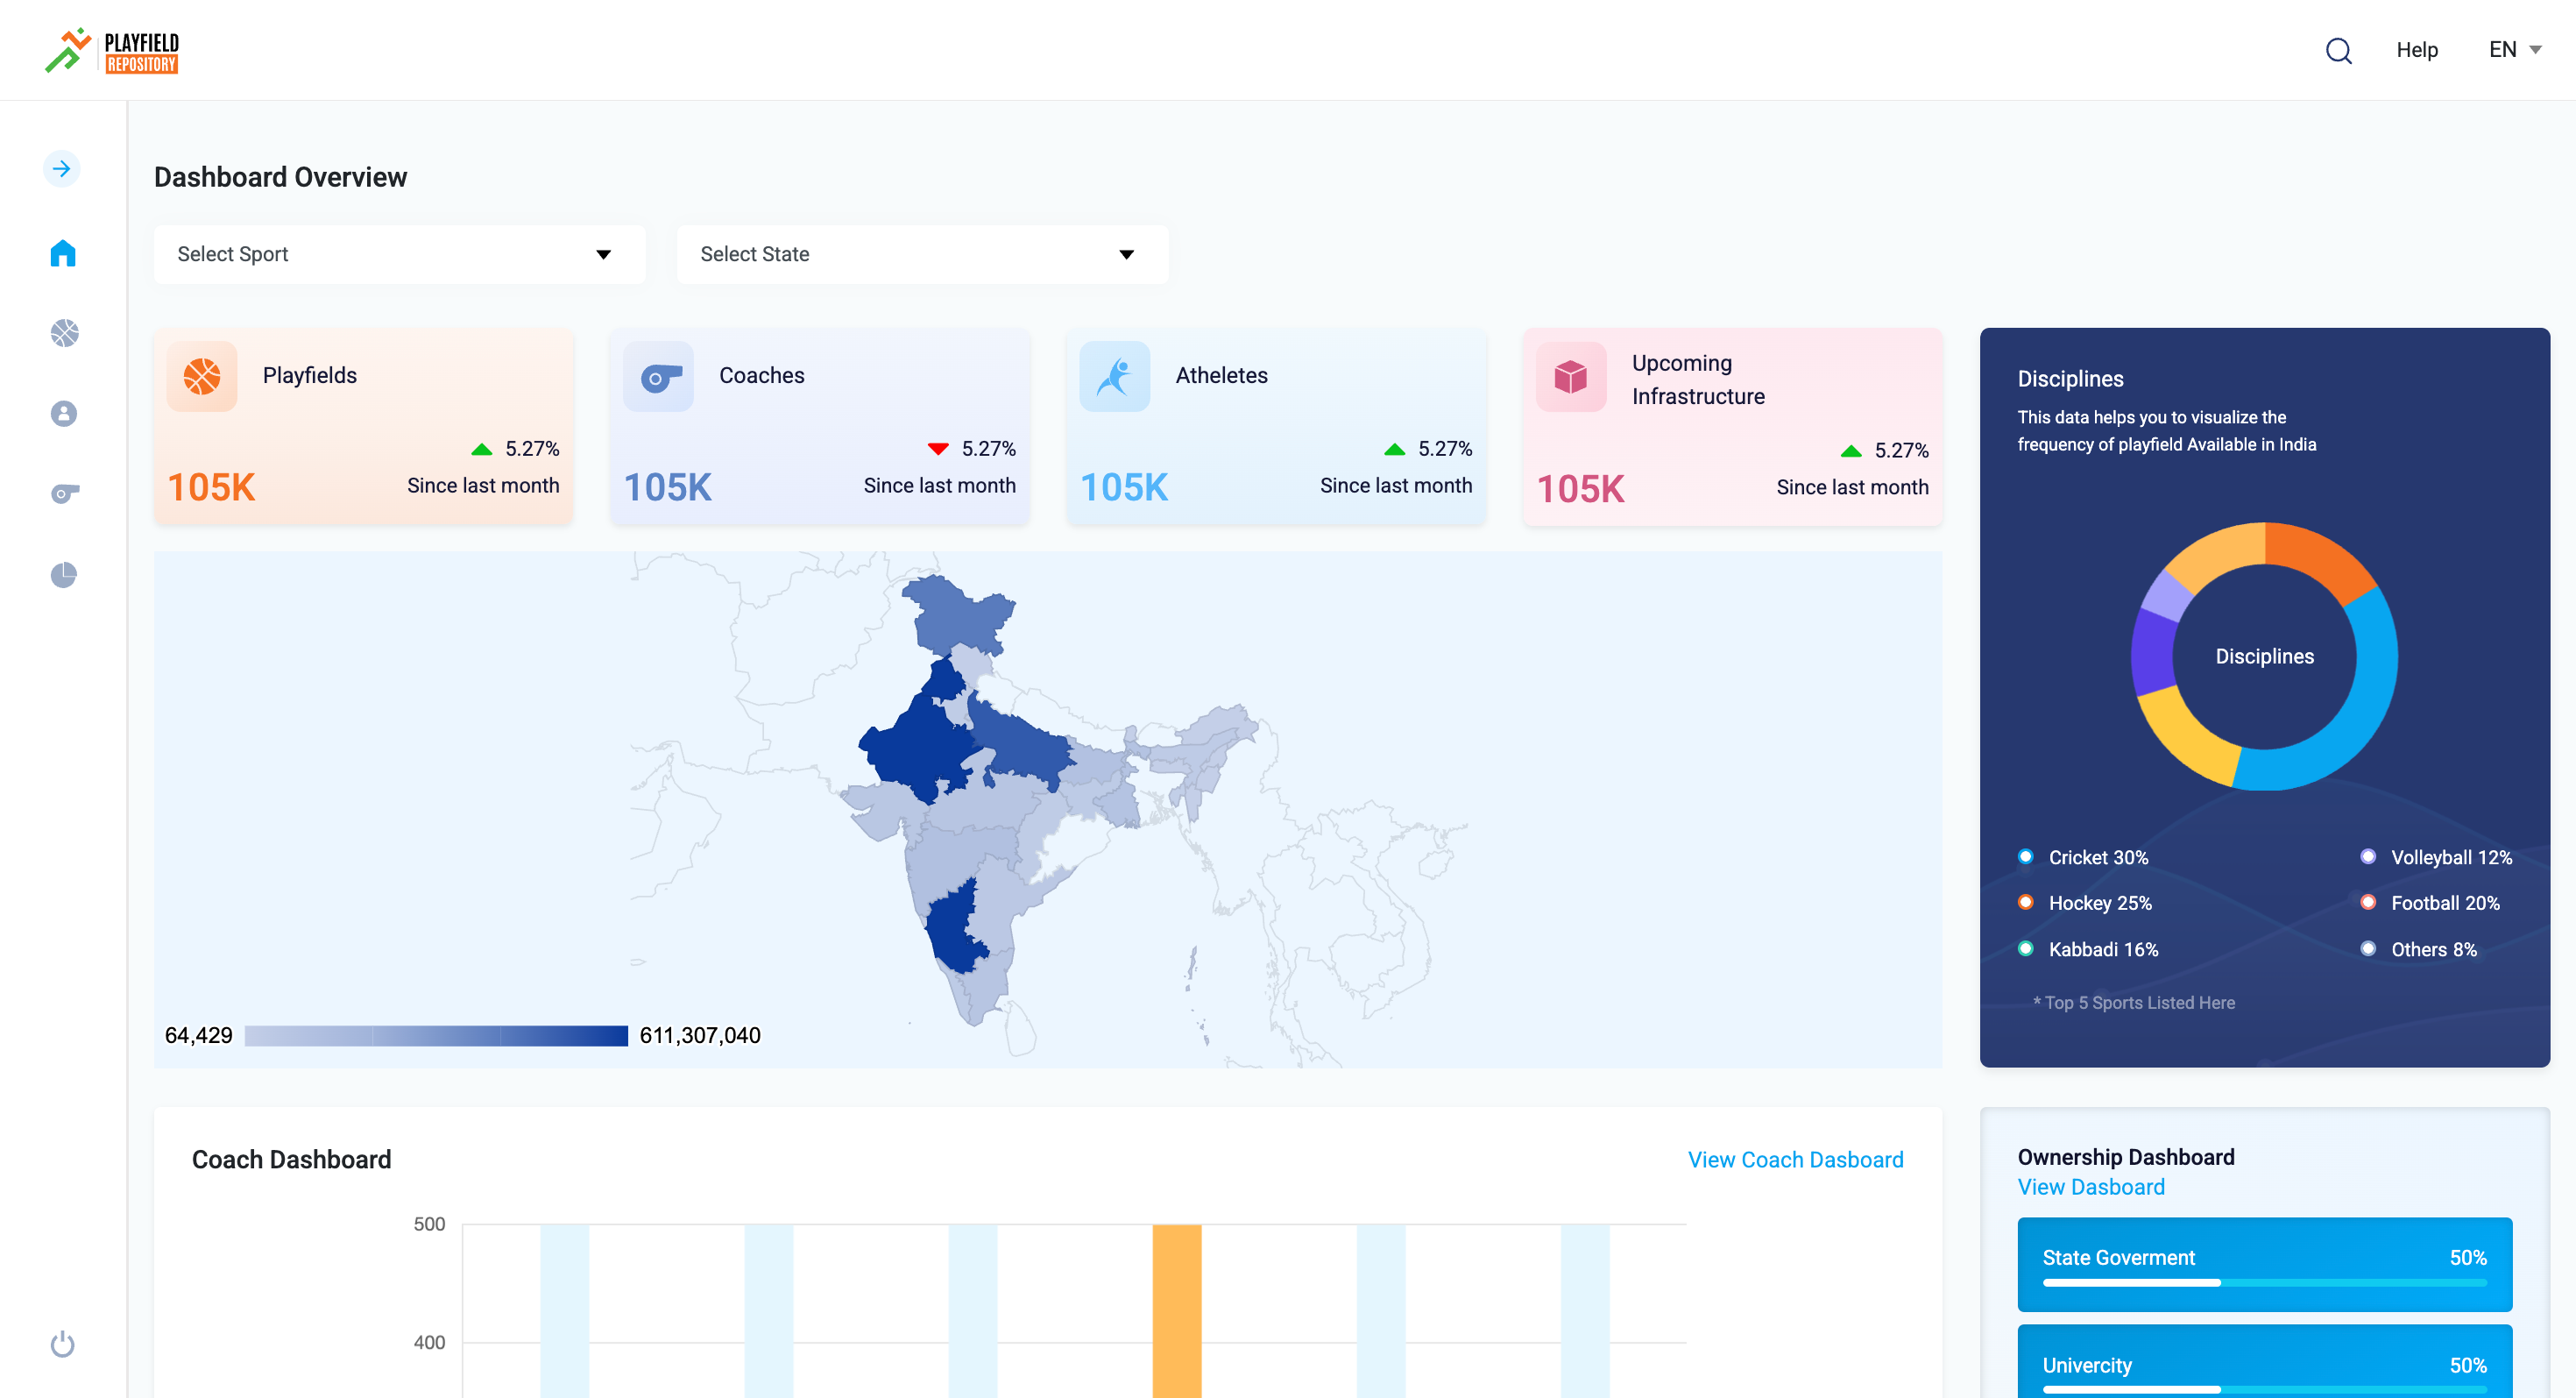 PLAYFIELD
REPOSITORY
Help
EN
Dashboard Overview
Select Sport
Select State
Playfields
5.27%
105K
Since last month
Coaches
5.27%
105K
Since last month
Atheletes
5.27%
105K
Since last month
Upcoming
Infrastructure
5.27%
105K
Since last month
64,429
611,307,040
Disciplines
This data helps you to visualize the
frequency of playfield Available in India
Disciplines
Cricket 30%
Volleyball 12%
Hockey 25%
Football 20%
Kabbadi 16%
Others 8%
* Top 5 Sports Listed Here
Coach Dashboard
View Coach Dasboard
500
400
Ownership Dashboard
View Dasboard
State Goverment
50%
Univercity
50%